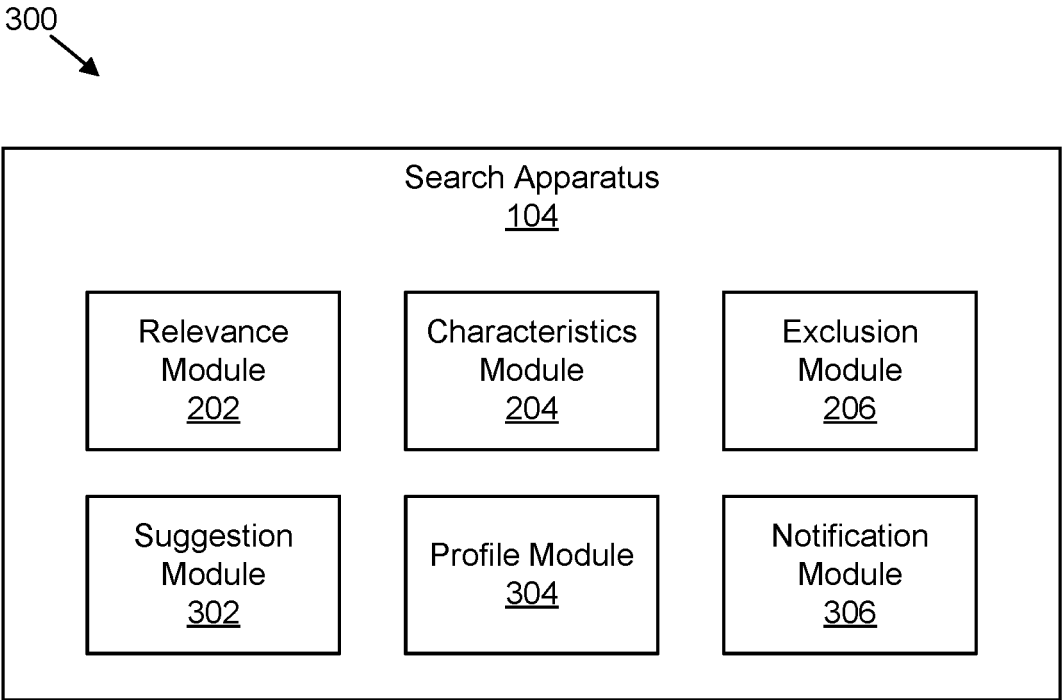 300
Search Apparatus
104
Relevance
Module
202
Characteristics
Module
204
Exclusion
Module
206
Suggestion
Module
302
Profile Module
304
Notification
Module
306